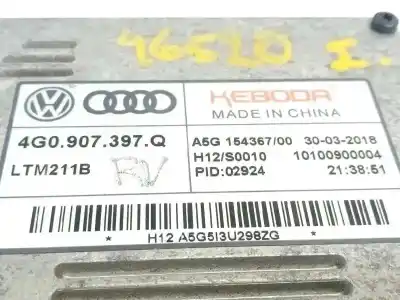 46520 I.
KEBODA
MADE IN CHINA
4G0.907.397.Q
A5G 154367/00 30-03-2018
H12/S0010 10100900004
LTM211B RV
PID:02924 21:38:51
* H12 A5G5I3U298ZG *